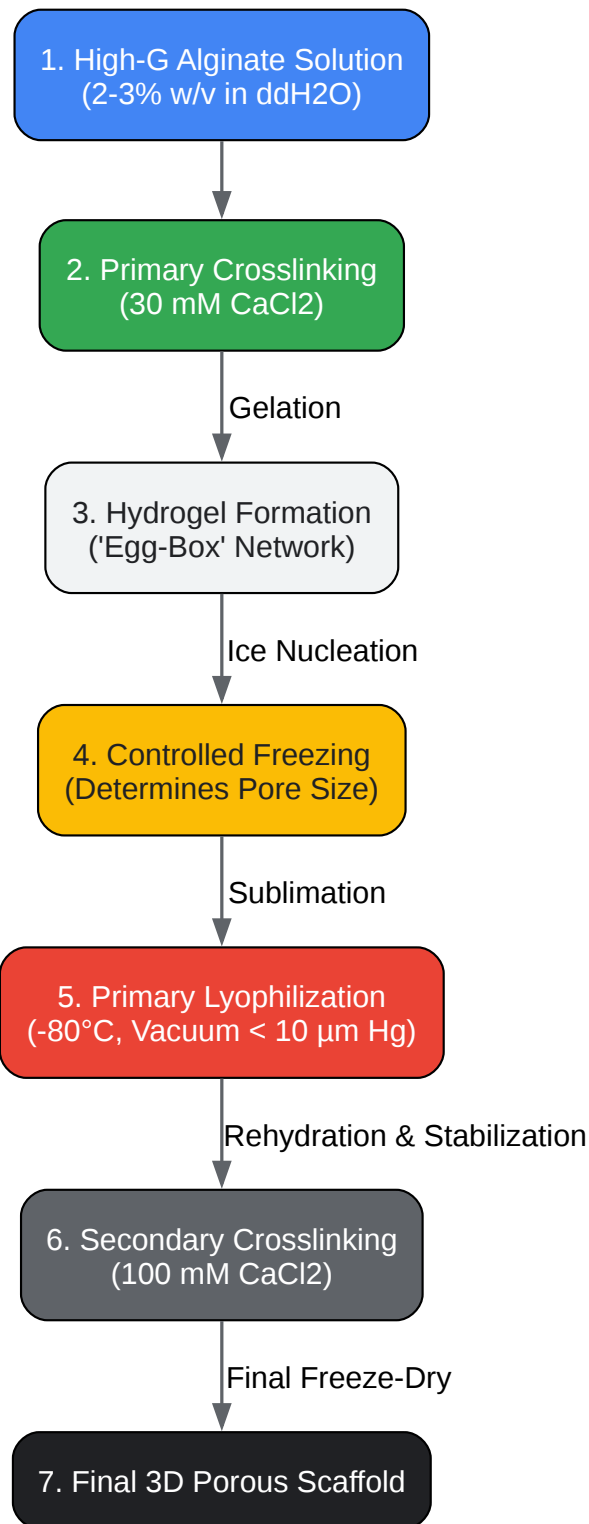 1. High-G Alginate Solution
(2-3% w/v in ddH2O)
2. Primary Crosslinking
(30 mM CaCl2)
Gelation
3. Hydrogel Formation
('Egg-Box' Network)
Ice Nucleation
4. Controlled Freezing
(Determines Pore Size)
Sublimation
5. Primary Lyophilization
(-80°C, Vacuum < 10 µm Hg)
Rehydration & Stabilization
6. Secondary Crosslinking
(100 mM CaCl2)
Final Freeze-Dry
7. Final 3D Porous Scaffold